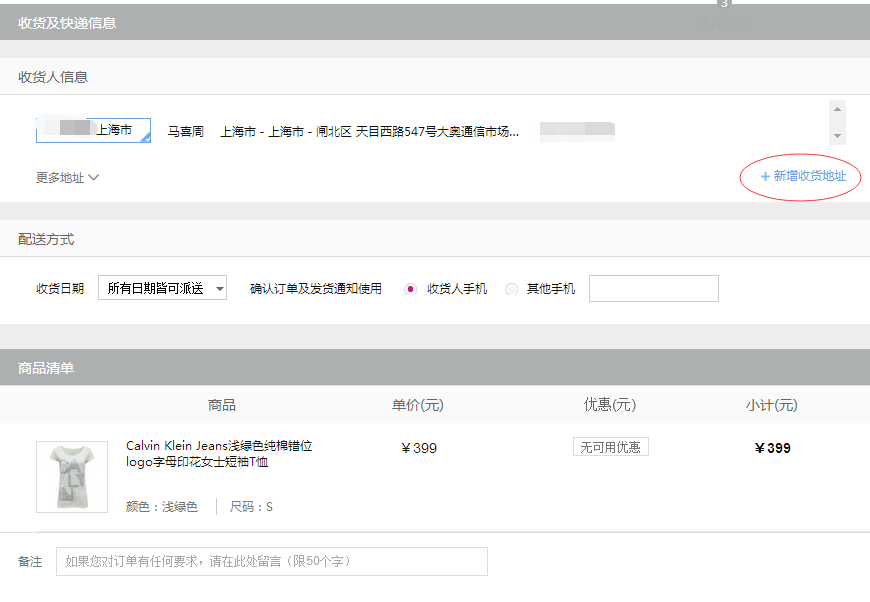 3
收货及快递信息
收货人信息
上海市 马喜周 上海市 - 上海市 - 闸北区 天目西路547号大奥通信市场...
更多地址 + 新增收货地址
配送方式
收货日期 所有日期皆可派送 确认订单及发货通知使用 收货人手机 其他手机
商品清单
商品 单价(元) 优惠(元) 小计(元)
Calvin Klein Jeans浅绿色纯棉错位 ¥399 无可用优惠 ¥399
logo字母印花女士短袖T恤
颜色：浅绿色 尺码：S
备注 如果您对订单有任何要求，请在此处留言（限50个字）